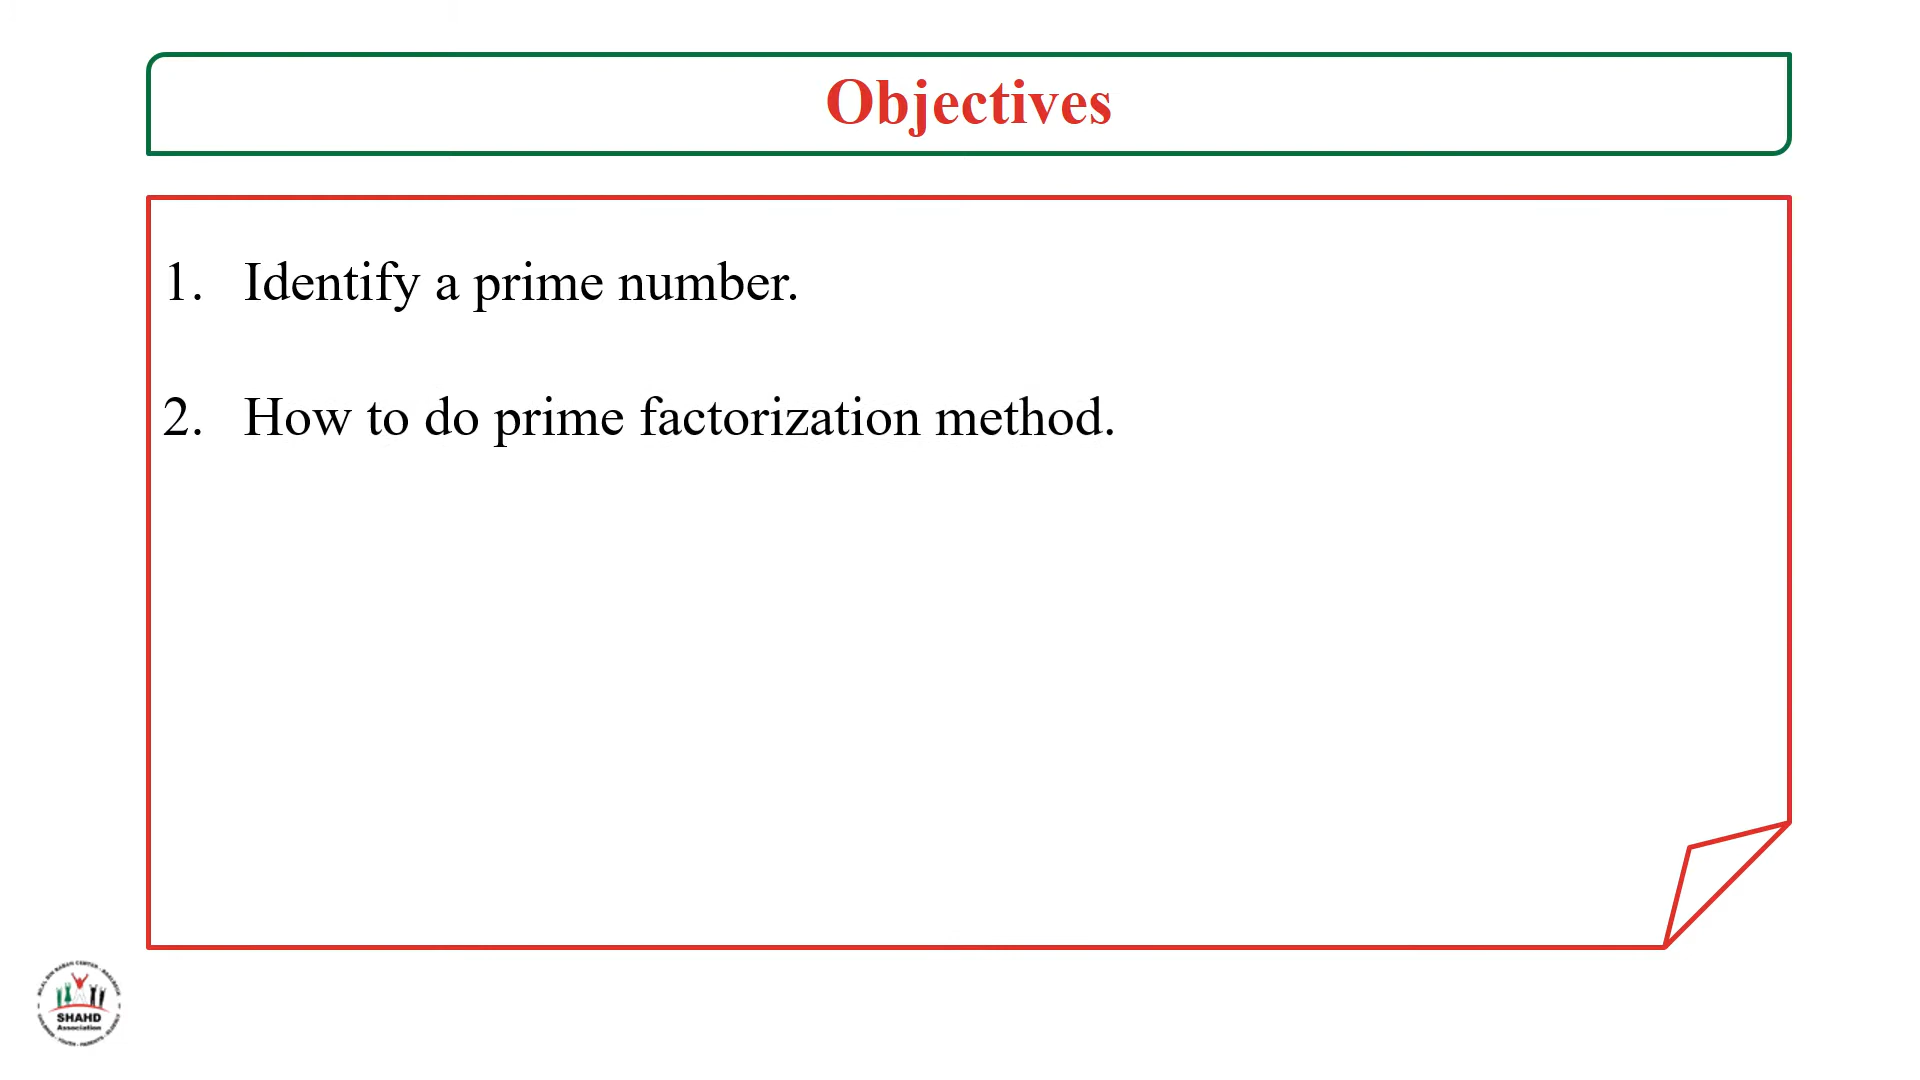 Objectives
1. Identify a prime number.
2. How to do prime factorization method.
SHAHD
Association